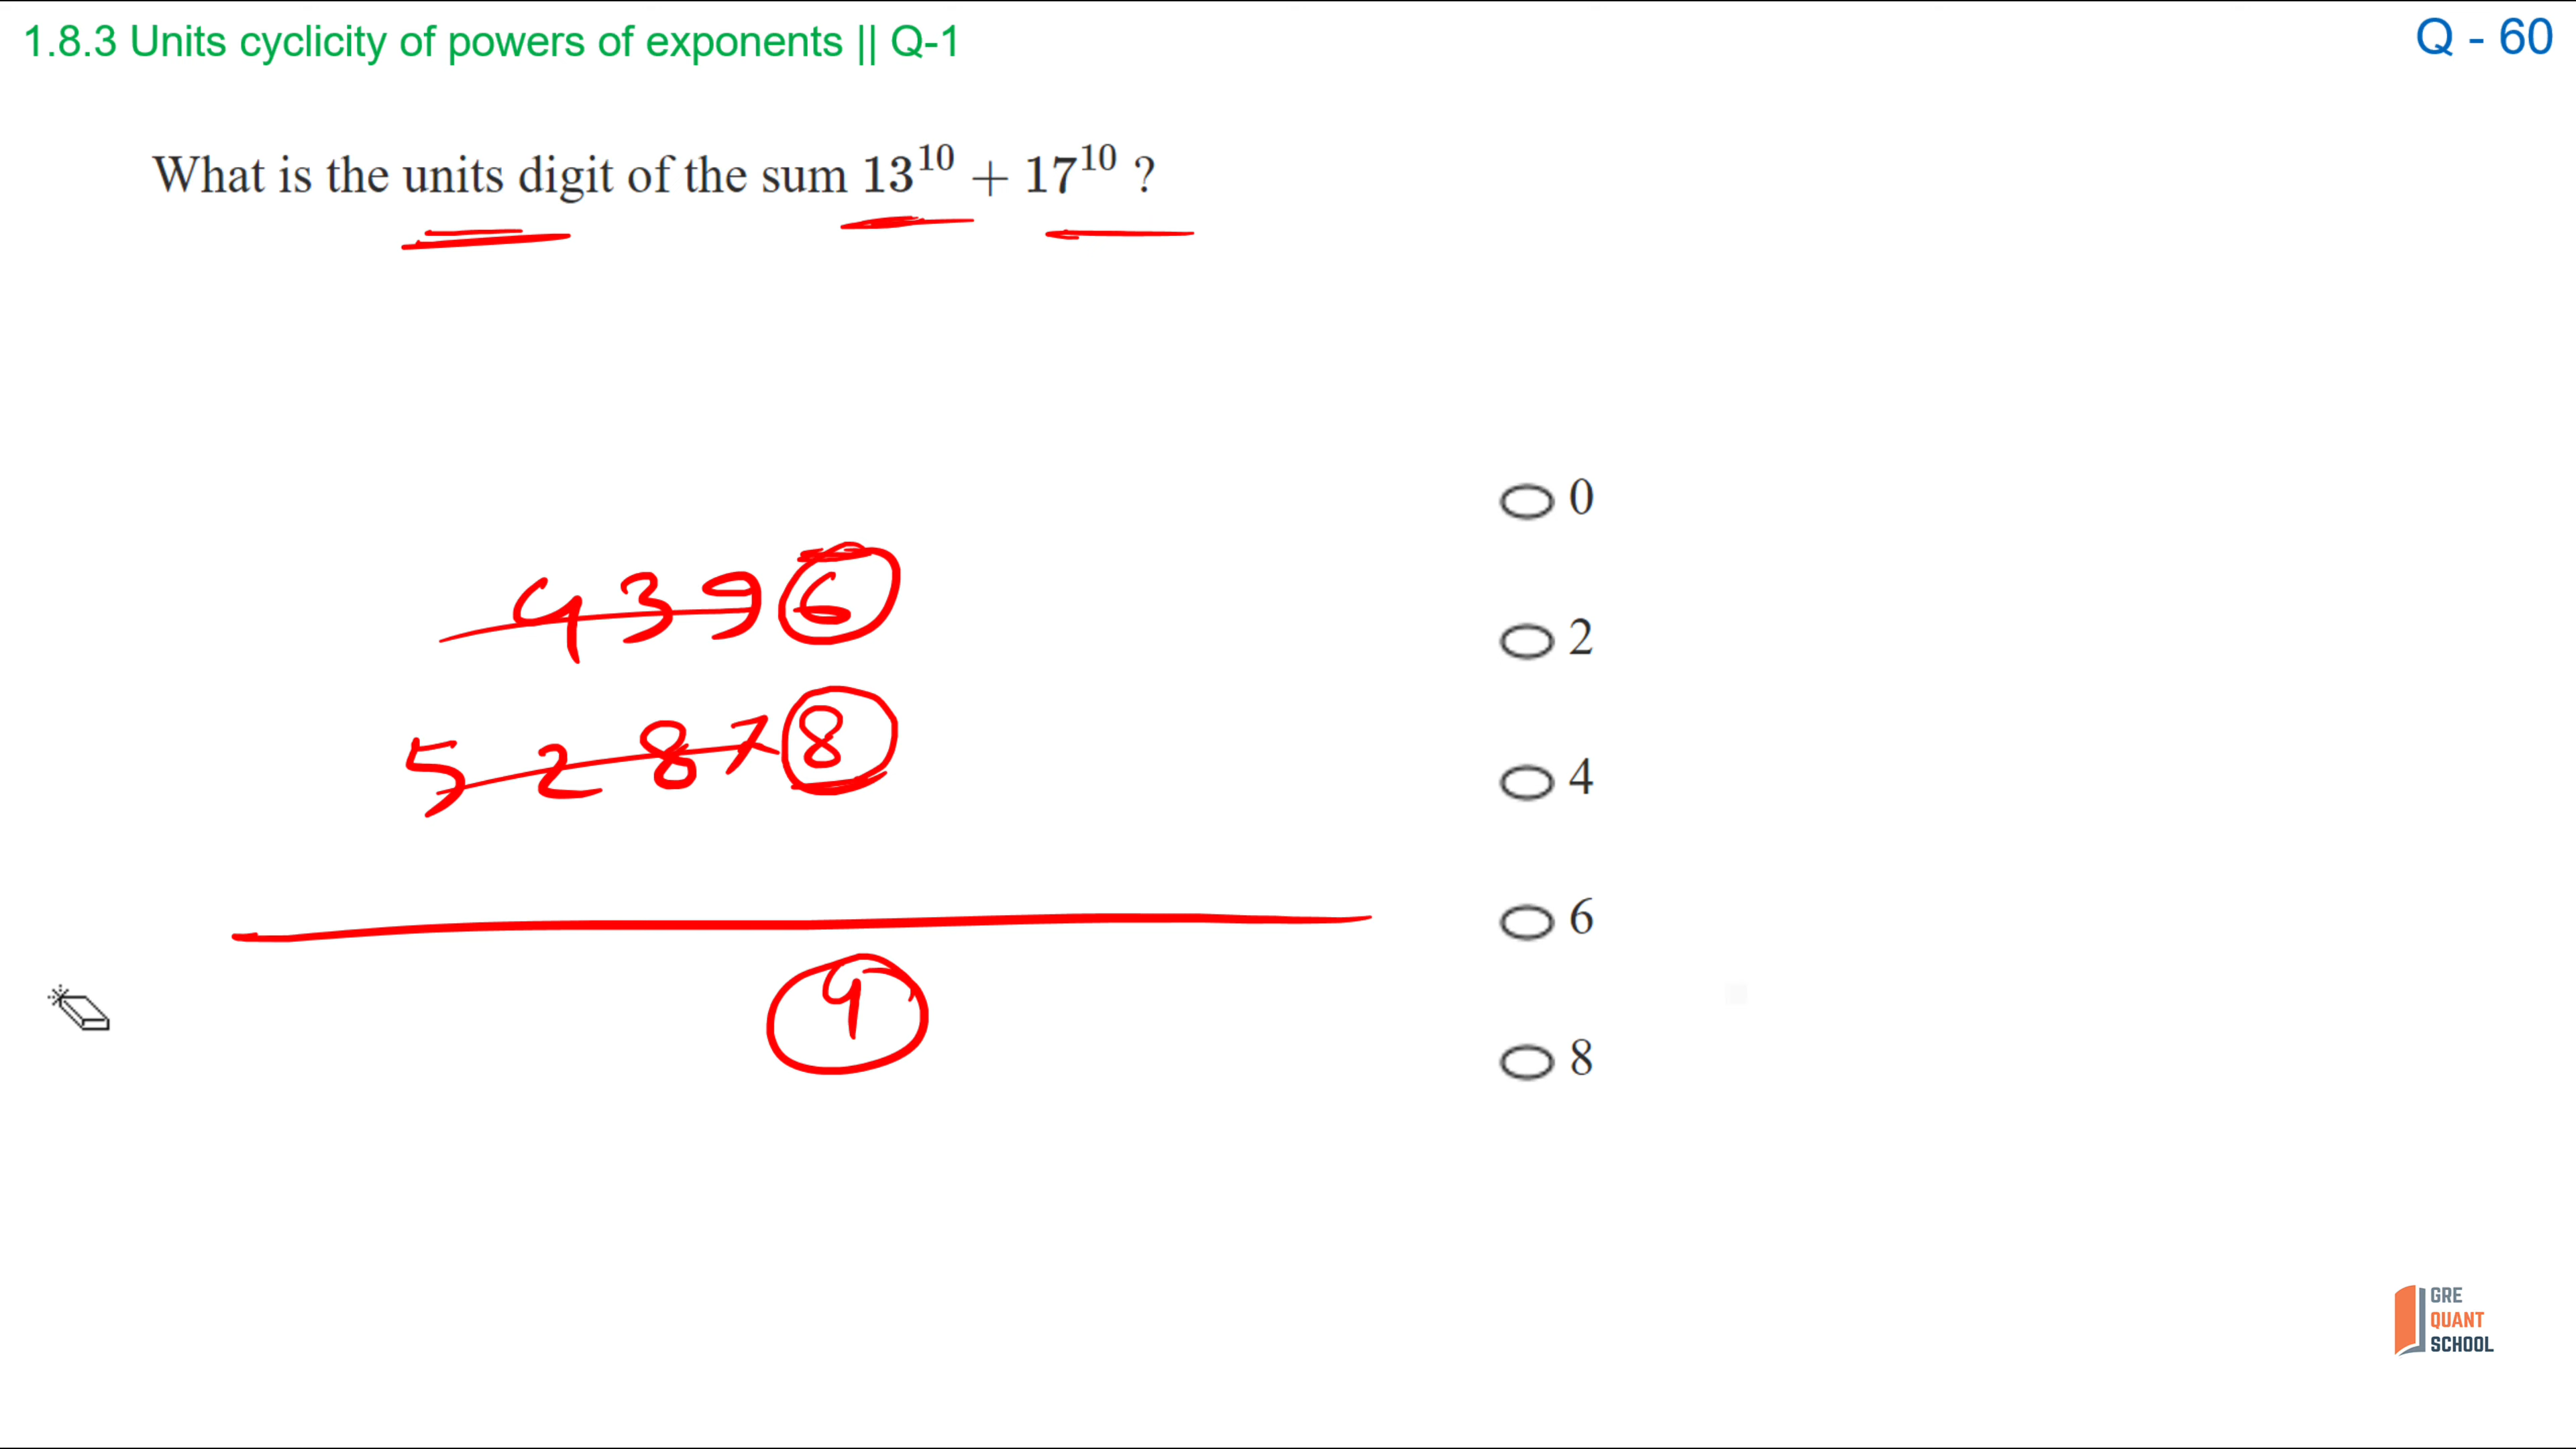 1.8.3 Units cyclicity of powers of exponents || Q-1
Q - 60
What is the units digit of the sum 13^10 + 17^10 ?
4396
52878
9
0
2
4
6
8
GRE
QUANT
SCHOOL